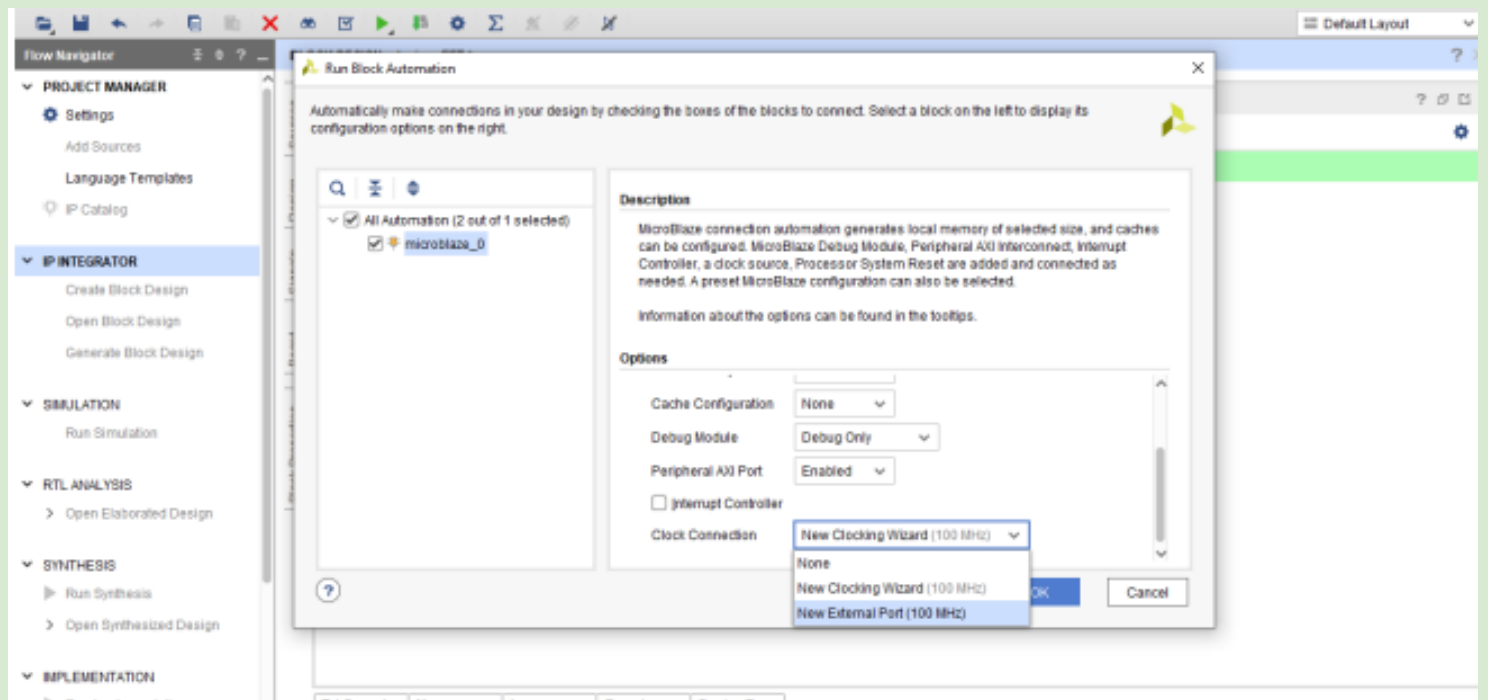 Default Layout
Flow Navigator
?
?
PROJECT MANAGER
Settings
Add Sources
Language Templates
IP Catalog
IP INTEGRATOR
Create Block Design
Open Block Design
Generate Block Design
SIMULATION
Run Simulation
RTL ANALYSIS
Open Elaborated Design
SYNTHESIS
Run Synthesis
Open Synthesized Design
IMPLEMENTATION
Run Block Automation
Automatically make connections in your design by checking the boxes of the blocks to connect. Select a block on the left to display its
configuration options on the right.
All Automation (2 out of 1 selected)
microblaze_0
Description
MicroBlaze connection automation generates local memory of selected size, and caches
can be configured. MicroBlaze Debug Module, Peripheral AXI Interconnect, Interrupt
Controller, a clock source, Processor System Reset are added and connected as
needed. A preset MicroBlaze configuration can also be selected.
Information about the options can be found in the tooltips.
Options
Cache Configuration None
Debug Module Debug Only
Peripheral AXI Port Enabled
Interrupt Controller
Clock Connection New Clocking Wizard (100 MHz)
None
New Clocking Wizard (100 MHz)
New External Port (100 MHz)
?
OK
Cancel
?